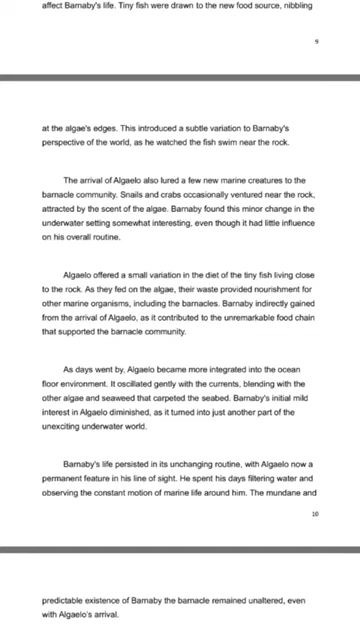 affect Barnaby's life. Tiny fish were drawn to the new food source, nibbling
9
at the algae's edges. This introduced a subtle variation to Barnaby's
perspective of the world, as he watched the fish swim near the rock.
The arrival of Algaelo also lured a few new marine creatures to the
barnacle community. Snails and crabs occasionally ventured near the rock,
attracted by the scent of the algae. Barnaby found this minor change in the
underwater setting somewhat interesting, even though it had little influence
on his overall routine.
Algaelo offered a small variation in the diet of the tiny fish living close
to the rock. As they fed on the algae, their waste provided nourishment for
other marine organisms, including the barnacles. Barnaby indirectly gained
from the arrival of Algaelo, as it contributed to the unremarkable food chain
that supported the barnacle community.
As days went by, Algaelo became more integrated into the ocean
floor environment. It oscillated gently with the currents, blending with the
other algae and seaweed that carpeted the seabed. Barnaby's initial mild
interest in Algaelo diminished, as it turned into just another part of the
unexciting underwater world.
Barnaby's life persisted in its unchanging routine, with Algaelo now a
permanent feature in his line of sight. He spent his days filtering water and
observing the constant motion of marine life around him. The mundane and
10
predictable existence of Barnaby the barnacle remained unaltered, even
with Algaelo's arrival.